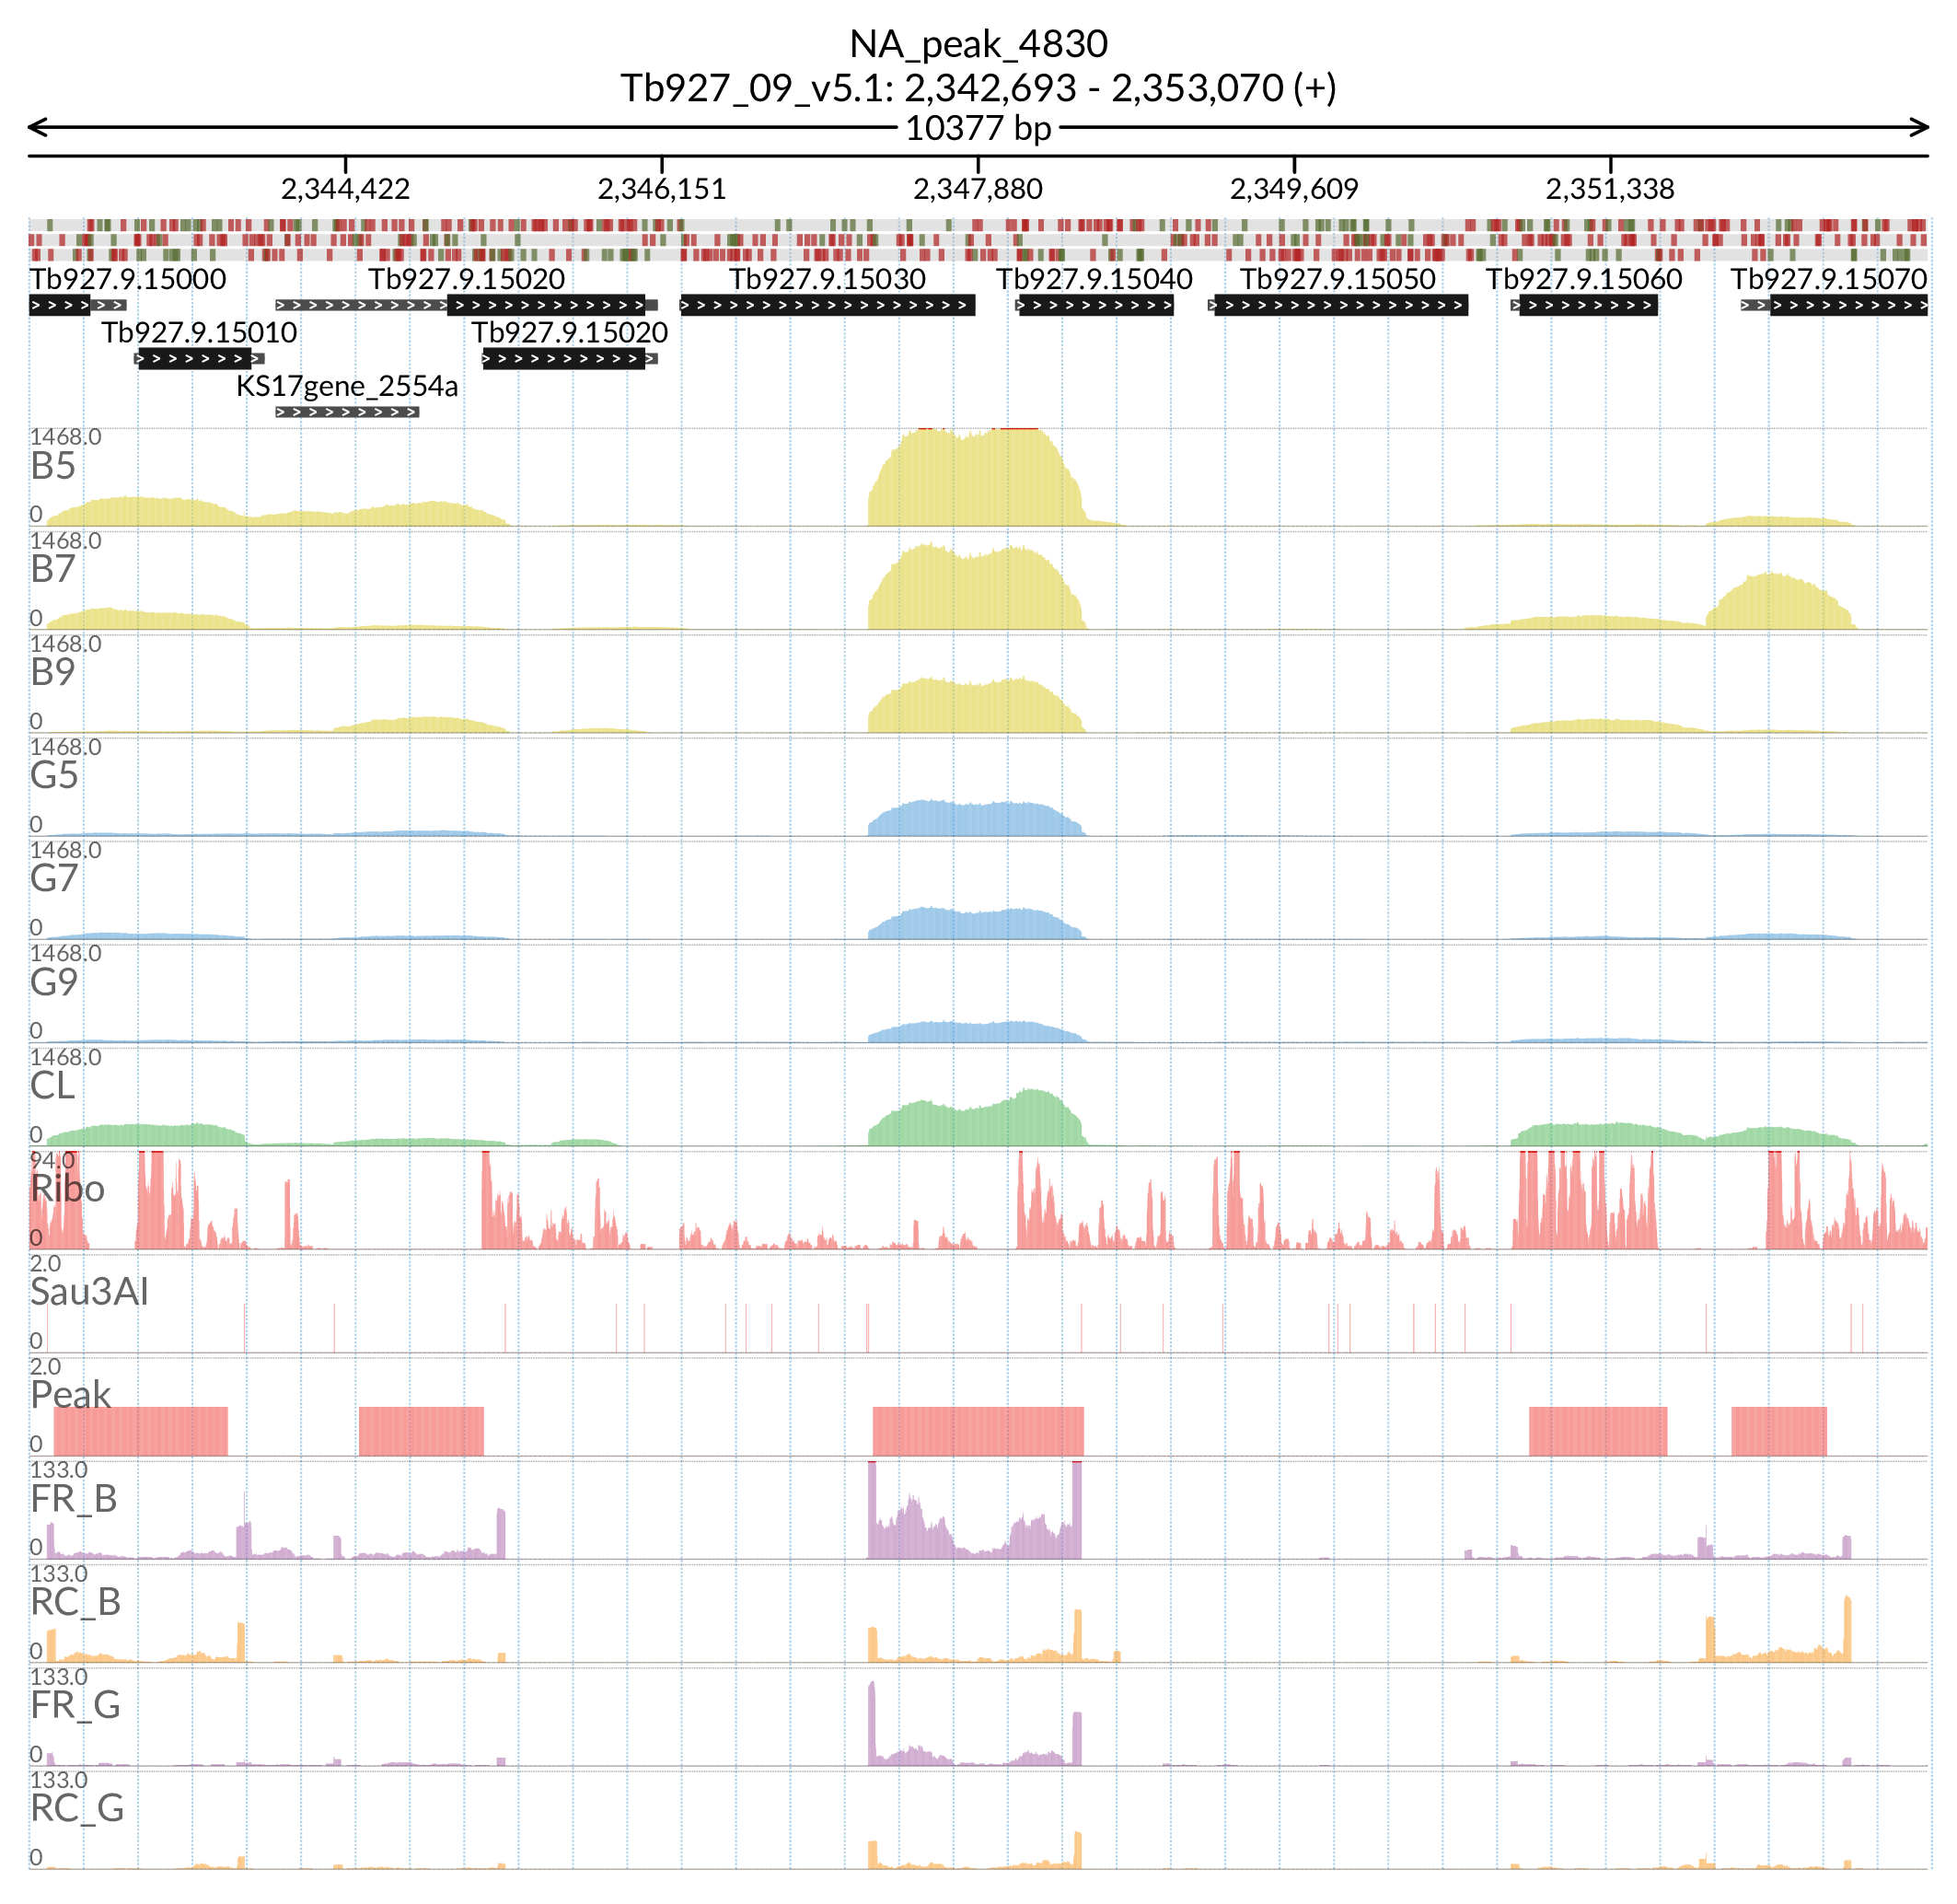 NA_peak_4830
Tb927_09_v5.1: 2,342,693 - 2,353,070 (+)
10377 bp
2,344,422 2,346,151 2,347,880 2,349,609 2,351,338
Tb927.9.15000 Tb927.9.15020 Tb927.9.15030 Tb927.9.15040 Tb927.9.15050 Tb927.9.15060 Tb927.9.15070
Tb927.9.15010 Tb927.9.15020
KS17gene_2554a
1468.0
B5
0
1468.0
B7
0
1468.0
B9
0
1468.0
G5
0
1468.0
G7
0
1468.0
G9
0
1468.0
CL
0
94.0
Ribo
0
2.0
Sau3AI
0
2.0
Peak
0
133.0
FR_B
0
133.0
RC_B
0
133.0
FR_G
0
133.0
RC_G
0